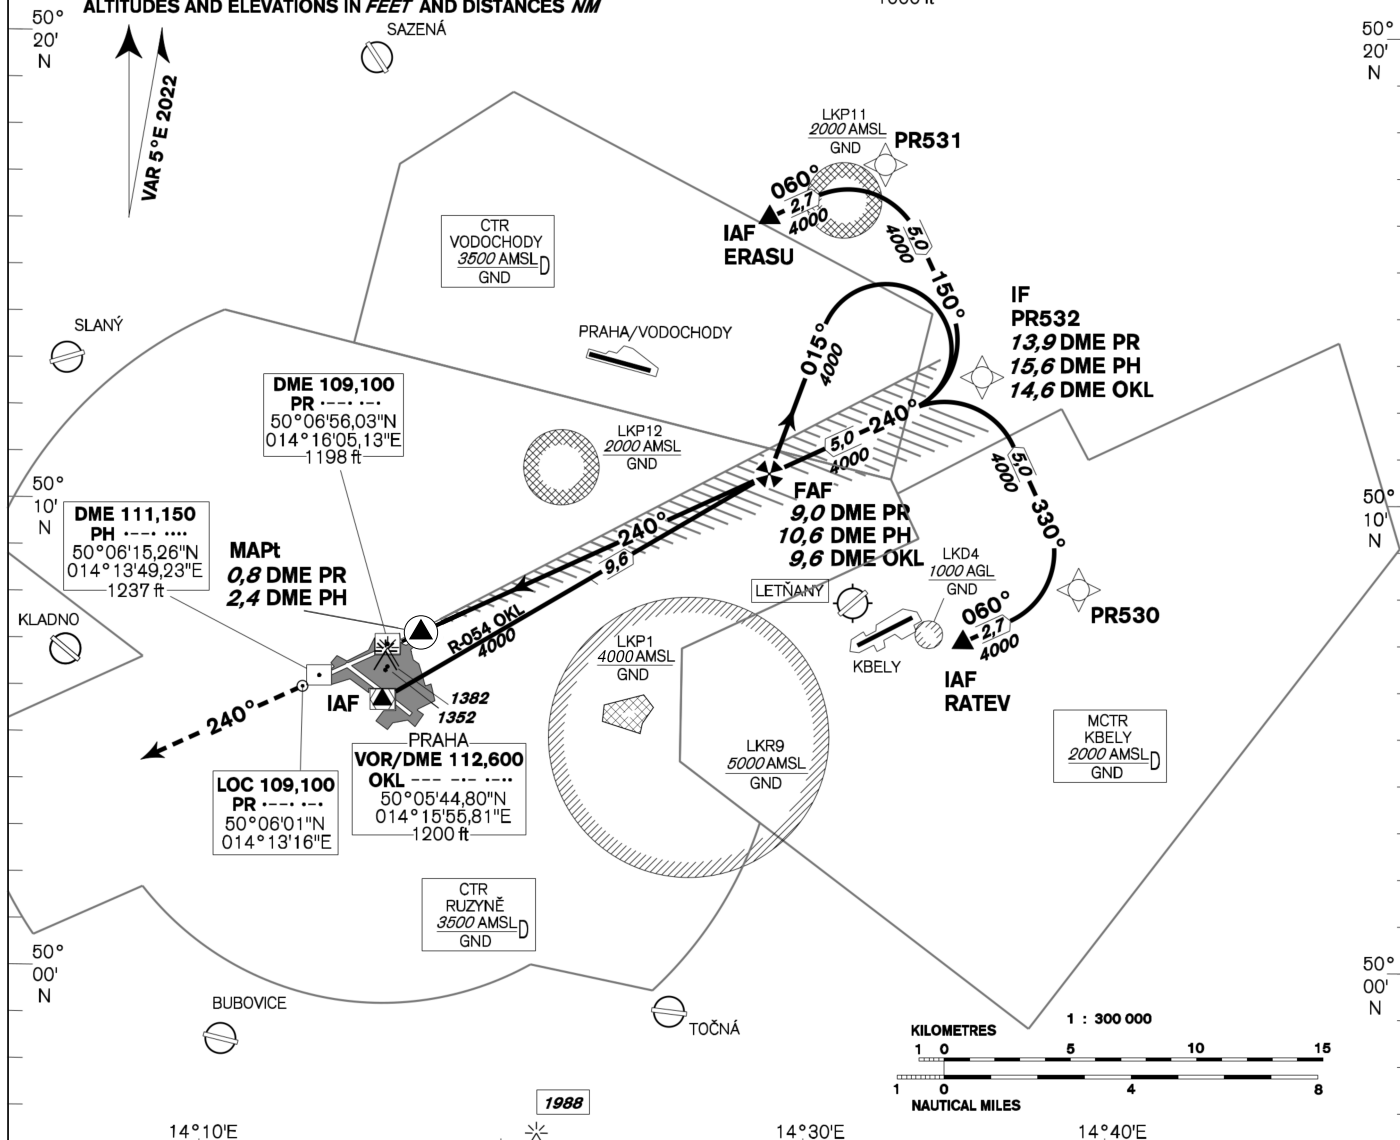 ALTITUDES AND ELEVATIONS IN FEET AND DISTANCES NM
50°
20'
N
50°
20'
N
SAZENÁ
VAR 5°E 2022
LKP11
2000 AMSL
GND
PR531
060°
2,7
4000
IAF
ERASU
5,0
4000
150°
CTR
VODOCHODY
3500 AMSL D
GND
IF
PR532
13,9 DME PR
15,6 DME PH
14,6 DME OKL
SLANÝ
PRAHA/VODOCHODY
015°
4000
DME 109,100
PR ·--· ·-·
50°06'56,03"N
014°16'05,13"E
1198 ft
LKP12
2000 AMSL
GND
240°
5,0
4000
5,0
4000
330°
50°
10'
N
50°
10'
N
FAF
9,0 DME PR
10,6 DME PH
9,6 DME OKL
DME 111,150
PH ·--· ····
50°06'15,26"N
014°13'49,23"E
1237 ft
MAPt
0,8 DME PR
2,4 DME PH
240°
9,6
R-054 OKL
4000
LETŇANY
LKD4
1000 AGL
GND
KBELY
060°
2,7
4000
PR530
IAF
RATEV
KLADNO
LKP1
4000 AMSL
GND
IAF
1382
1352
240°
PRAHA
VOR/DME 112,600
OKL --- -·- ·-··
50°05'44,80"N
014°15'55,81"E
1200 ft
LKR9
5000 AMSL
GND
MCTR
KBELY
2000 AMSL D
GND
LOC 109,100
PR ·--· ·-·
50°06'01"N
014°13'16"E
CTR
RUZYNĚ
3500 AMSL D
GND
50°
00'
N
50°
00'
N
BUBOVICE
TOČNÁ
1 : 300 000
KILOMETRES
1 0 5 10 15
1 0 4 8
NAUTICAL MILES
1988
14°10'E
14°30'E
14°40'E